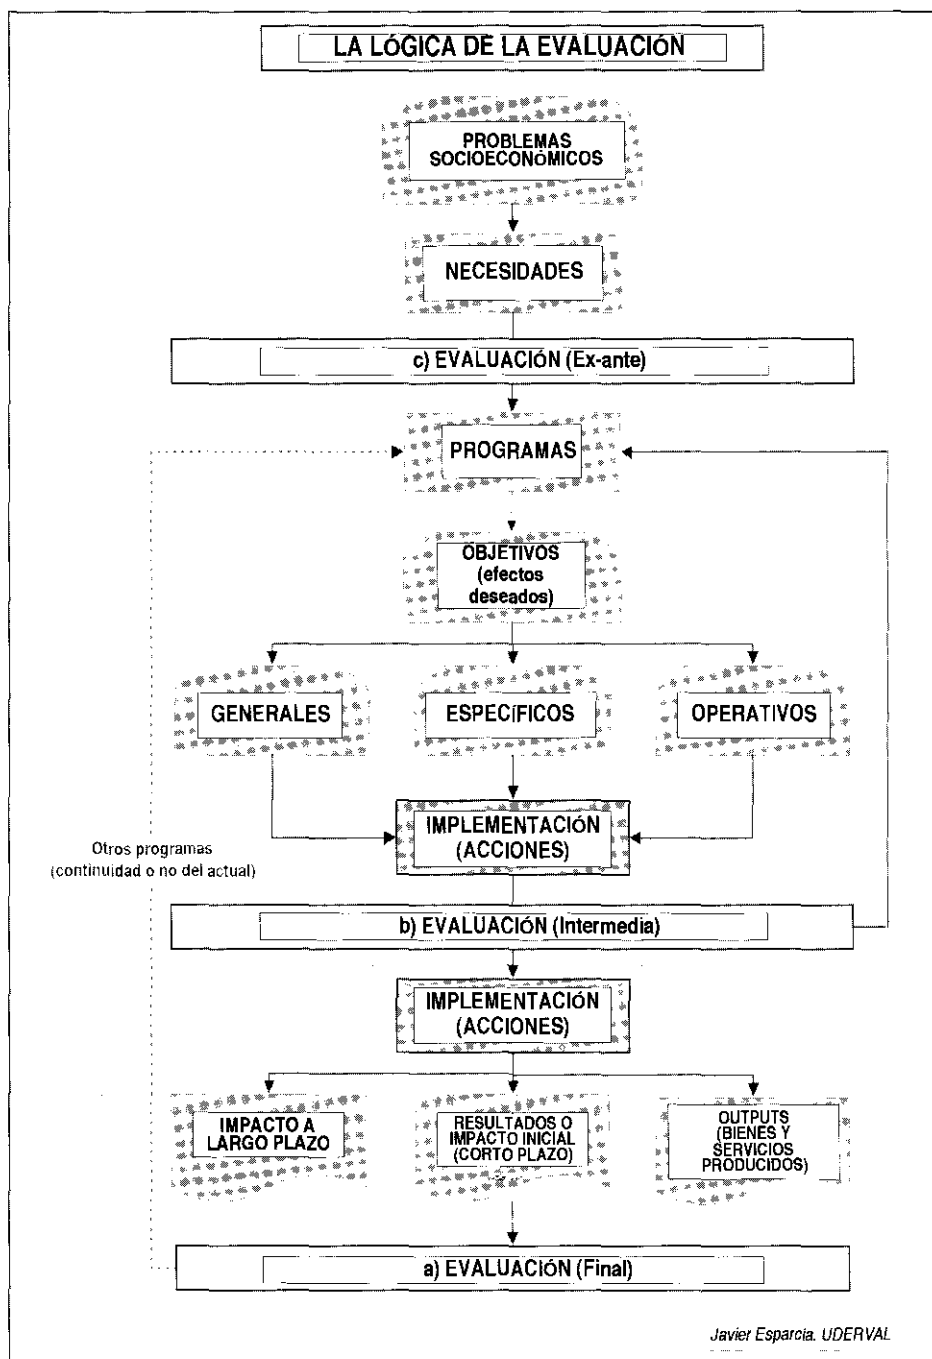 LA LÓGICA DE LA EVALUACIÓN
PROBLEMAS
SOCIOECONÓMICOS
NECESIDADES
c) EVALUACIÓN (Ex-ante)
PROGRAMAS
OBJETIVOS
(efectos
deseados)
GENERALES
ESPECÍFICOS
OPERATIVOS
IMPLEMENTACIÓN
(ACCIONES)
Otros programas
(continuidad o no del actual)
b) EVALUACIÓN (Intermedia)
IMPLEMENTACIÓN
(ACCIONES)
IMPACTO A
LARGO PLAZO
RESULTADOS O
IMPACTO INICIAL
(CORTO PLAZO)
OUTPUTS
(BIENES Y
SERVICIOS
PRODUCIDOS)
a) EVALUACIÓN (Final)
Javier Esparcia. UDERVAL